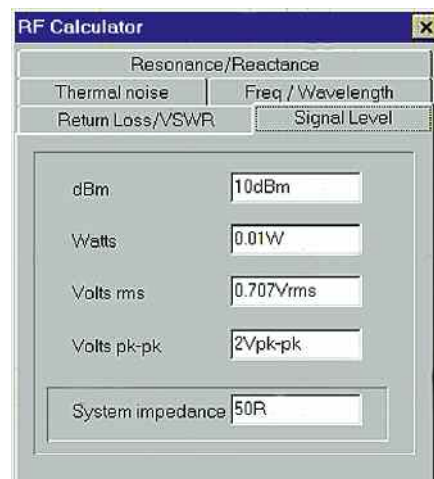 RF Calculator
Resonance/Reactance
Thermal noise Freq / Wavelength
Return Loss/VSWR Signal Level
dBm 10dBm
Watts 0.01W
Volts rms 0.707Vrms
Volts pk-pk 2Vpk-pk
System impedance 50R